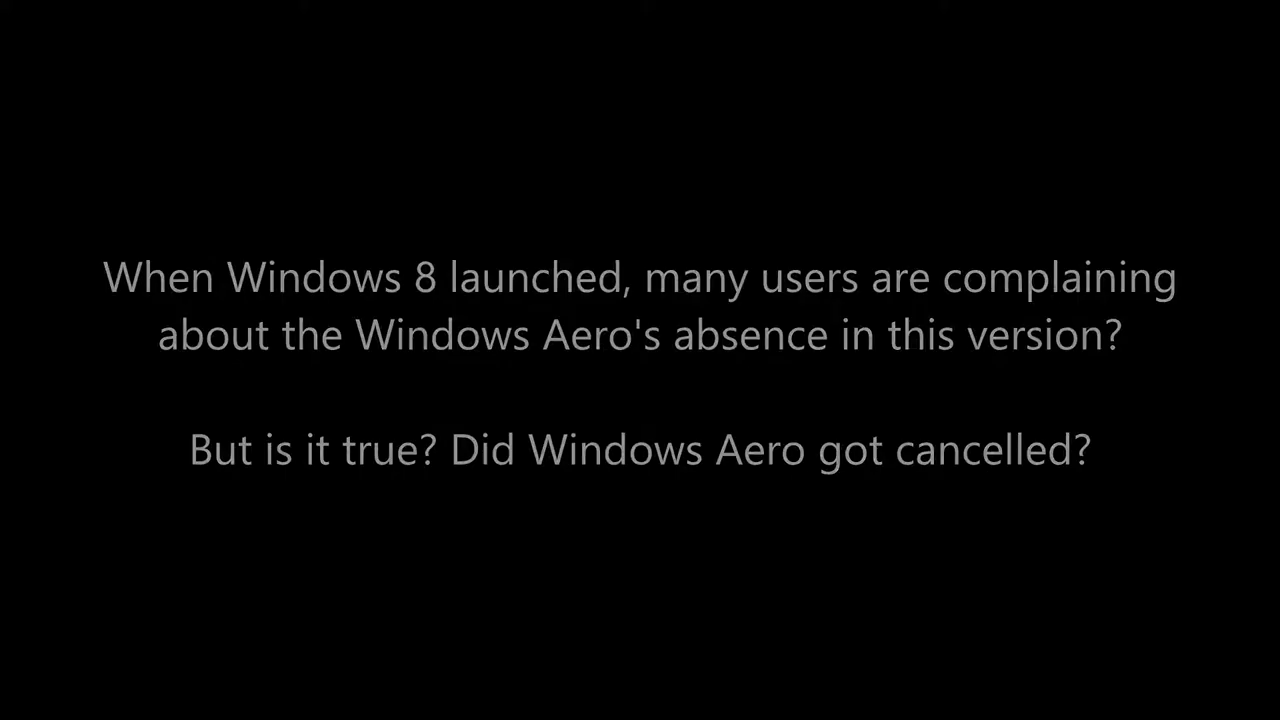 When Windows 8 launched, many users are complaining
about the Windows Aero's absence in this version?
But is it true? Did Windows Aero got cancelled?